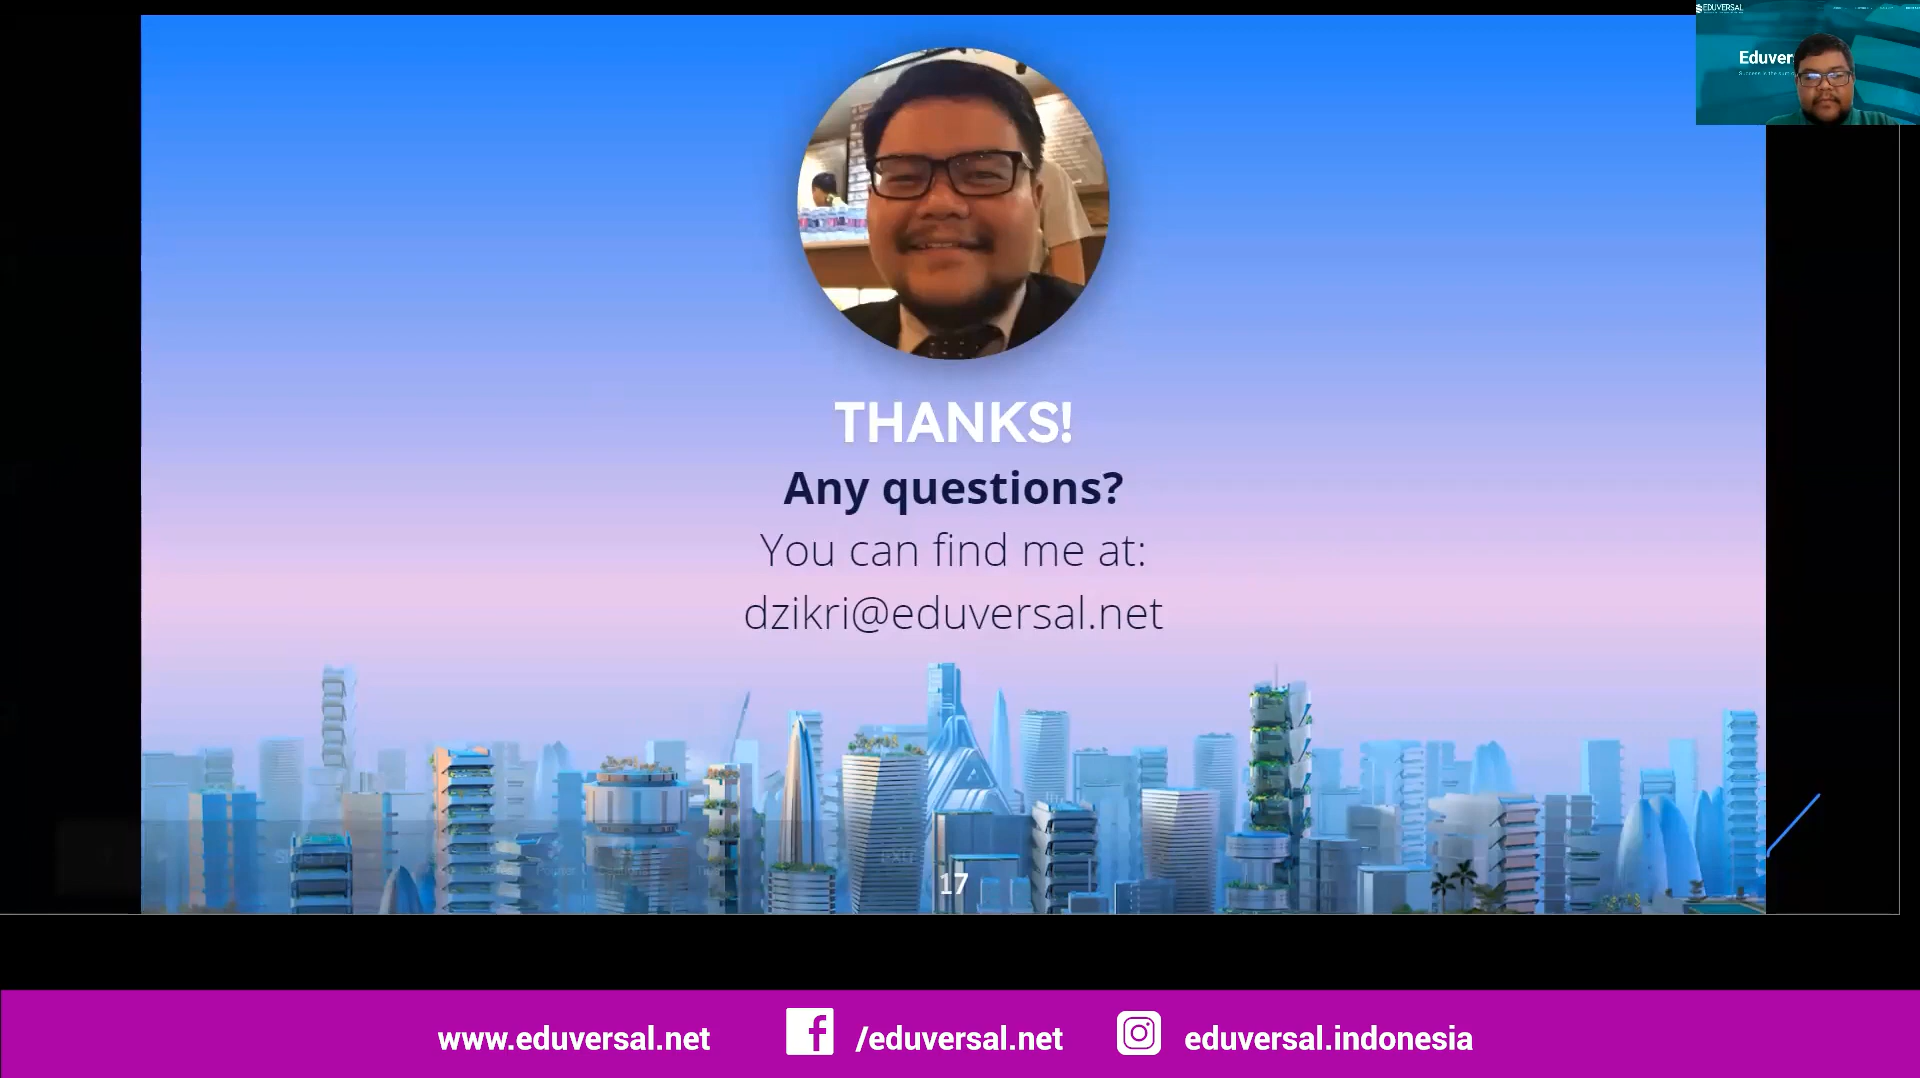 EDUVERSAL
Eduver
THANKS!
Any questions?
You can find me at:
dzikri@eduversal.net
17
www.eduversal.net
/eduversal.net
eduversal.indonesia